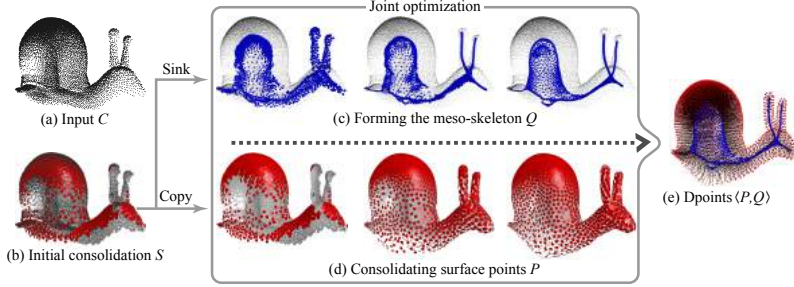 Joint optimization
Sink
(a) Input C
(c) Forming the meso-skeleton Q
Copy
(b) Initial consolidation S
(d) Consolidating surface points P
(e) Dpoints ⟨P,Q⟩